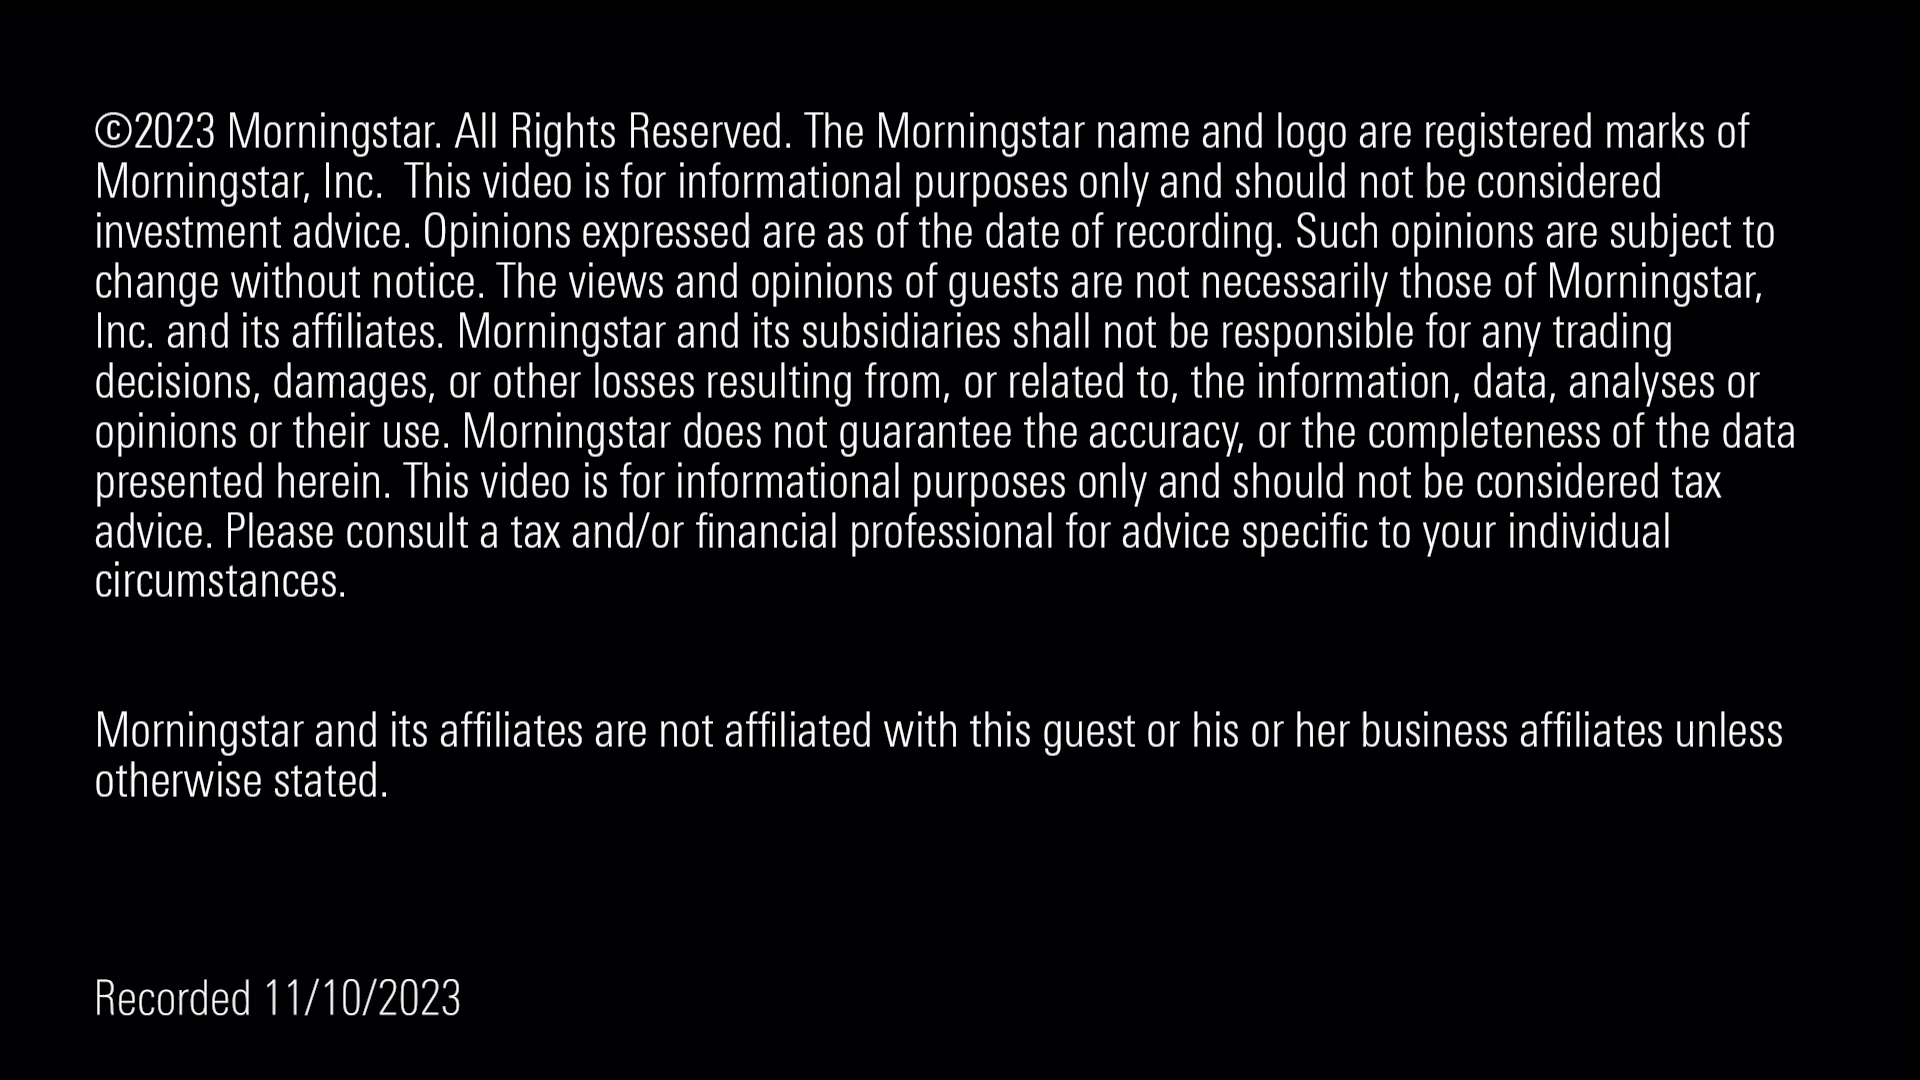 ©2023 Morningstar. All Rights Reserved. The Morningstar name and logo are registered marks of
Morningstar, Inc.  This video is for informational purposes only and should not be considered
investment advice. Opinions expressed are as of the date of recording. Such opinions are subject to
change without notice. The views and opinions of guests are not necessarily those of Morningstar,
Inc. and its affiliates. Morningstar and its subsidiaries shall not be responsible for any trading
decisions, damages, or other losses resulting from, or related to, the information, data, analyses or
opinions or their use. Morningstar does not guarantee the accuracy, or the completeness of the data
presented herein. This video is for informational purposes only and should not be considered tax
advice. Please consult a tax and/or financial professional for advice specific to your individual
circumstances.
Morningstar and its affiliates are not affiliated with this guest or his or her business affiliates unless
otherwise stated.
Recorded 11/10/2023